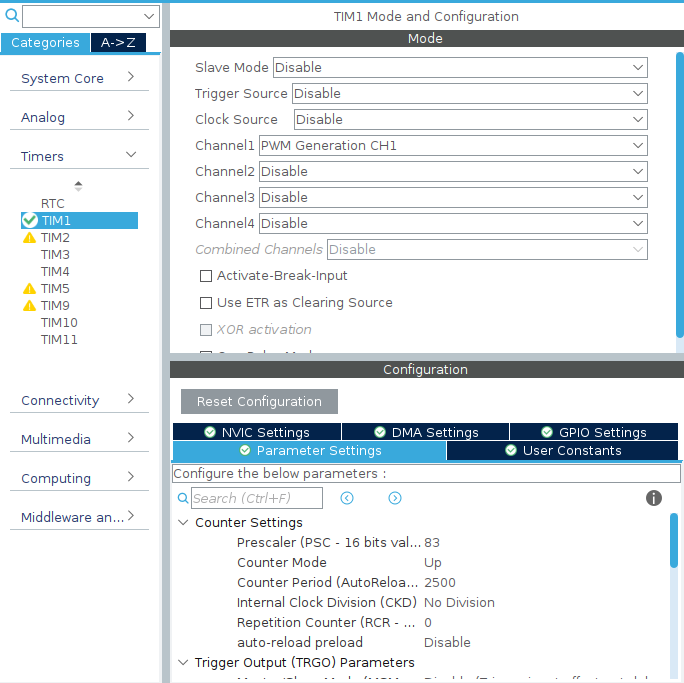 TIM1 Mode and Configuration
Categories A->Z
System Core
Analog
Timers
RTC
TIM1
TIM2
TIM3
TIM4
TIM5
TIM9
TIM10
TIM11
Connectivity
Multimedia
Computing
Middleware an...
Mode
Slave Mode Disable
Trigger Source Disable
Clock Source Disable
Channel1 PWM Generation CH1
Channel2 Disable
Channel3 Disable
Channel4 Disable
Combined Channels Disable
Activate-Break-Input
Use ETR as Clearing Source
XOR activation
Configuration
Reset Configuration
NVIC Settings DMA Settings GPIO Settings
Parameter Settings User Constants
Configure the below parameters :
Search (Ctrl+F)
Counter Settings
Prescaler (PSC - 16 bits val... 83
Counter Mode Up
Counter Period (AutoReloa... 2500
Internal Clock Division (CKD) No Division
Repetition Counter (RCR - ... 0
auto-reload preload Disable
Trigger Output (TRGO) Parameters